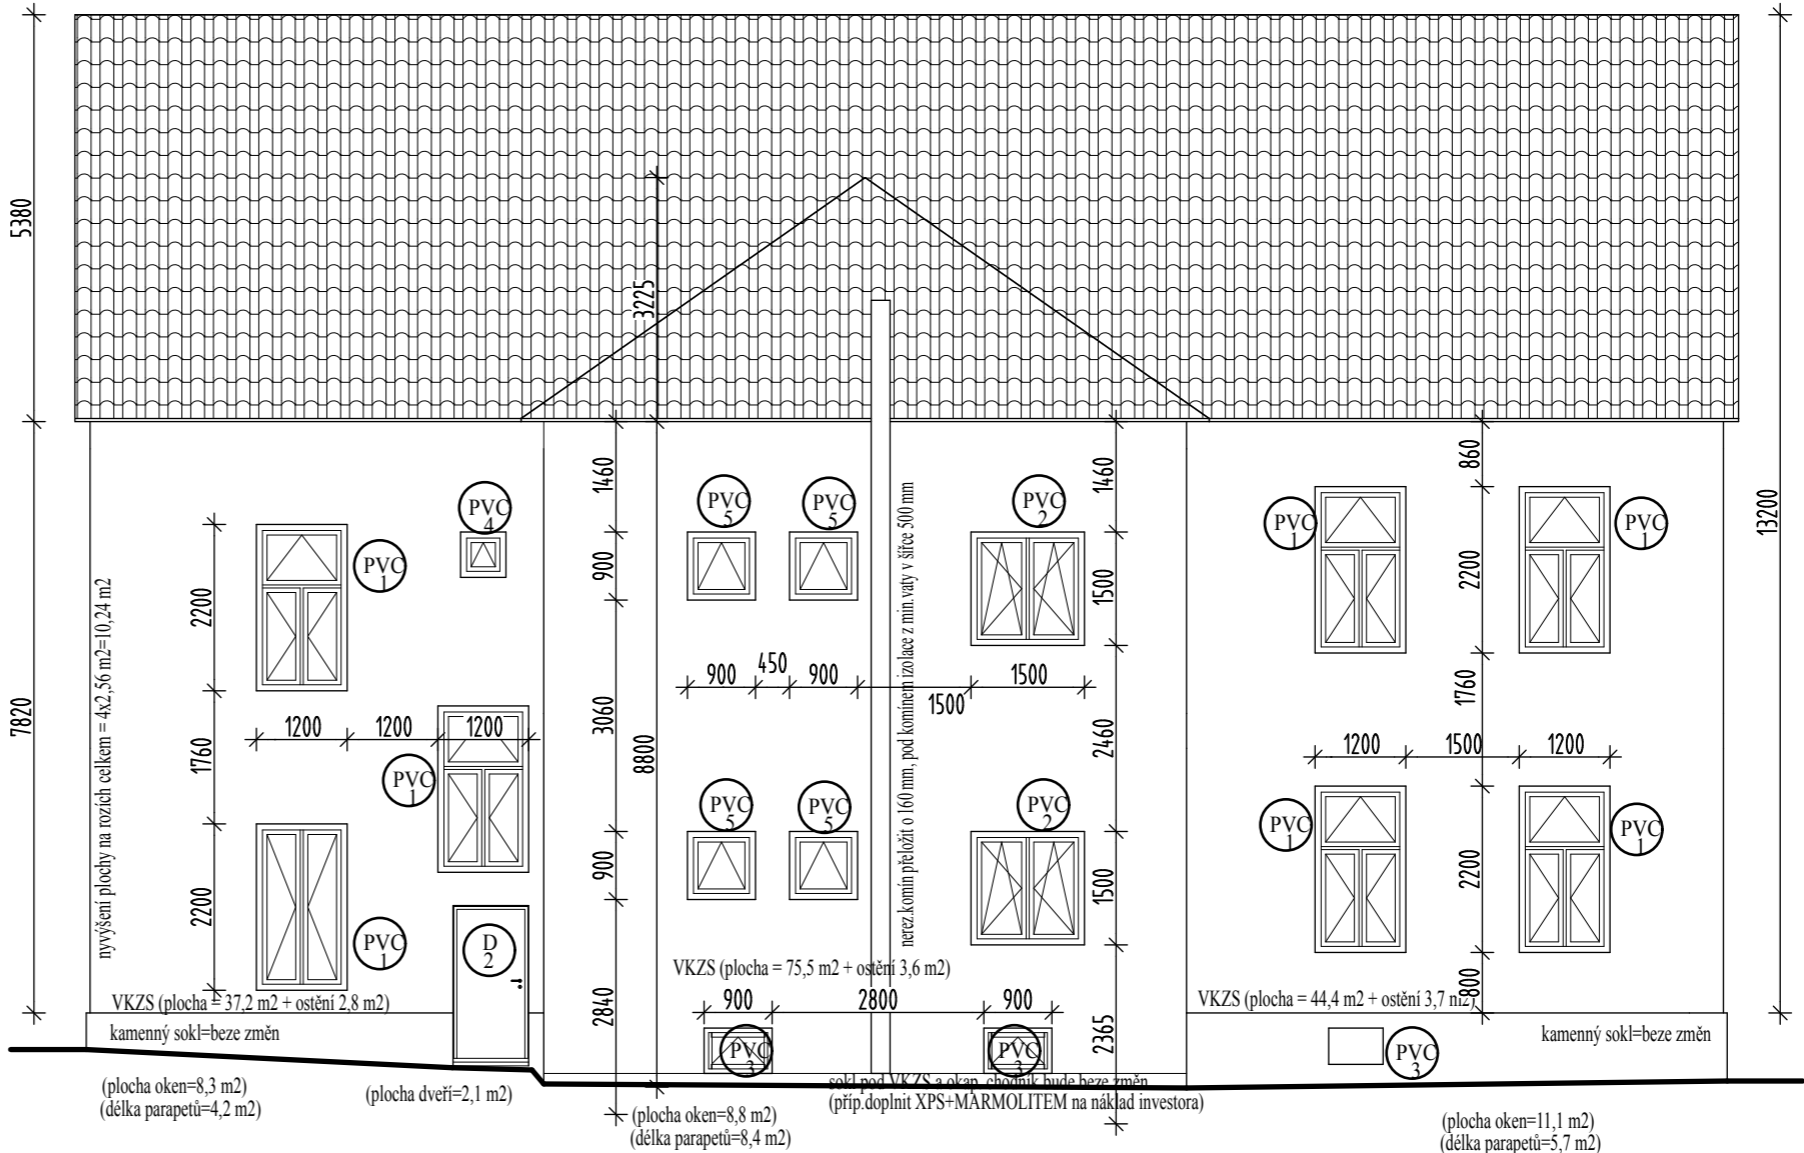 5380
7820
13200
3225
8800
nyvýšení plochy na rozích celkem = 4x2,56 m2=10,24 m2
2200
1760
2200
1200
1200
1200
PVC
1
PVC
4
PVC
1
PVC
1
D
2
VKZS (plocha = 37,2 m2 + ostění 2,8 m2)
kamenný sokl=beze změn
(plocha oken=8,3 m2)
(délka parapetů=4,2 m2)
(plocha dveří=2,1 m2)
1460
900
3060
900
2840
PVC
5
PVC
5
PVC
2
900
450
900
1500
1500
PVC
5
PVC
5
PVC
2
nerez.komín přeložit o 160 mm, pod komínem izolace z min.vaty v šířce 500 mm
1460
1500
2460
1500
2365
VKZS (plocha = 75,5 m2 + ostění 3,6 m2)
900
2800
900
PVC
3
PVC
3
sokl pod VKZS a okap. chodník bude beze změn
(příp.doplnit XPS+MARMOLITEM na náklad investora)
(plocha oken=8,8 m2)
(délka parapetů=8,4 m2)
860
2200
1760
2200
800
PVC
1
PVC
1
1200
1500
1200
PVC
1
PVC
1
VKZS (plocha = 44,4 m2 + ostění 3,7 m2)
kamenný sokl=beze změn
PVC
3
(plocha oken=11,1 m2)
(délka parapetů=5,7 m2)